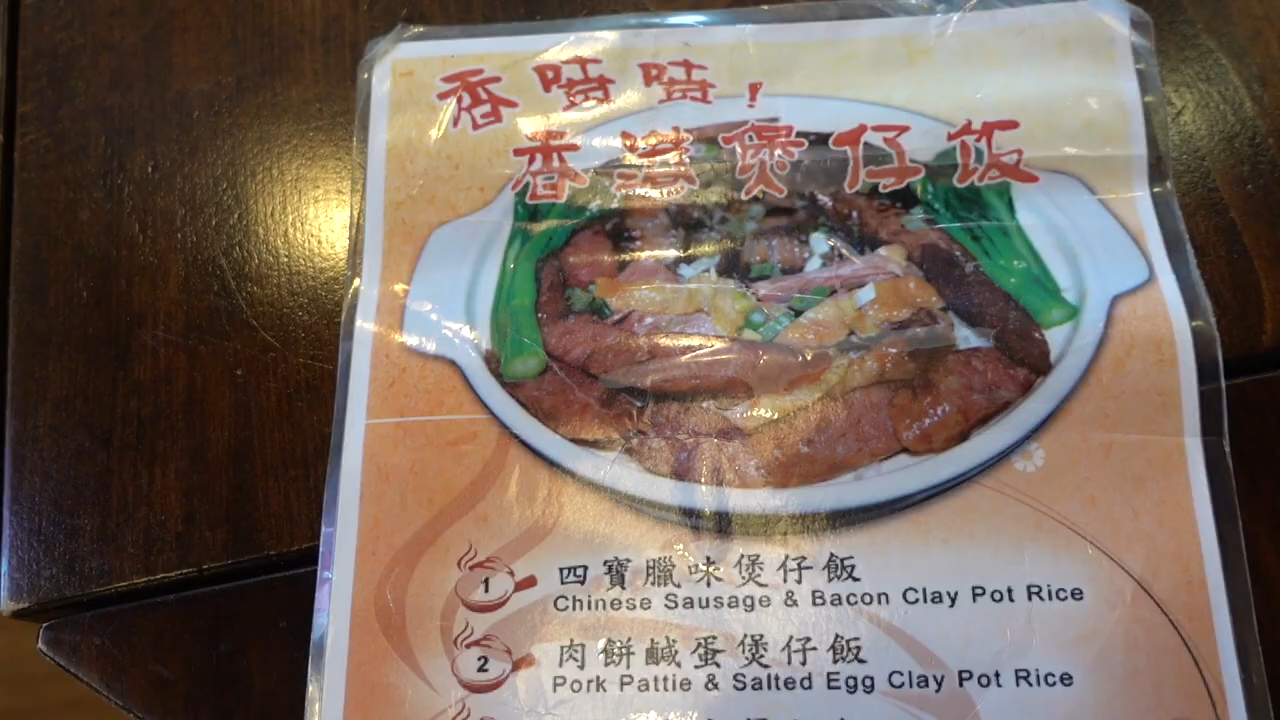 香噴噴，
香港煲仔饭
1 四寶臘味煲仔飯
Chinese Sausage & Bacon Clay Pot Rice
2 肉餅鹹蛋煲仔飯
Pork Pattie & Salted Egg Clay Pot Rice